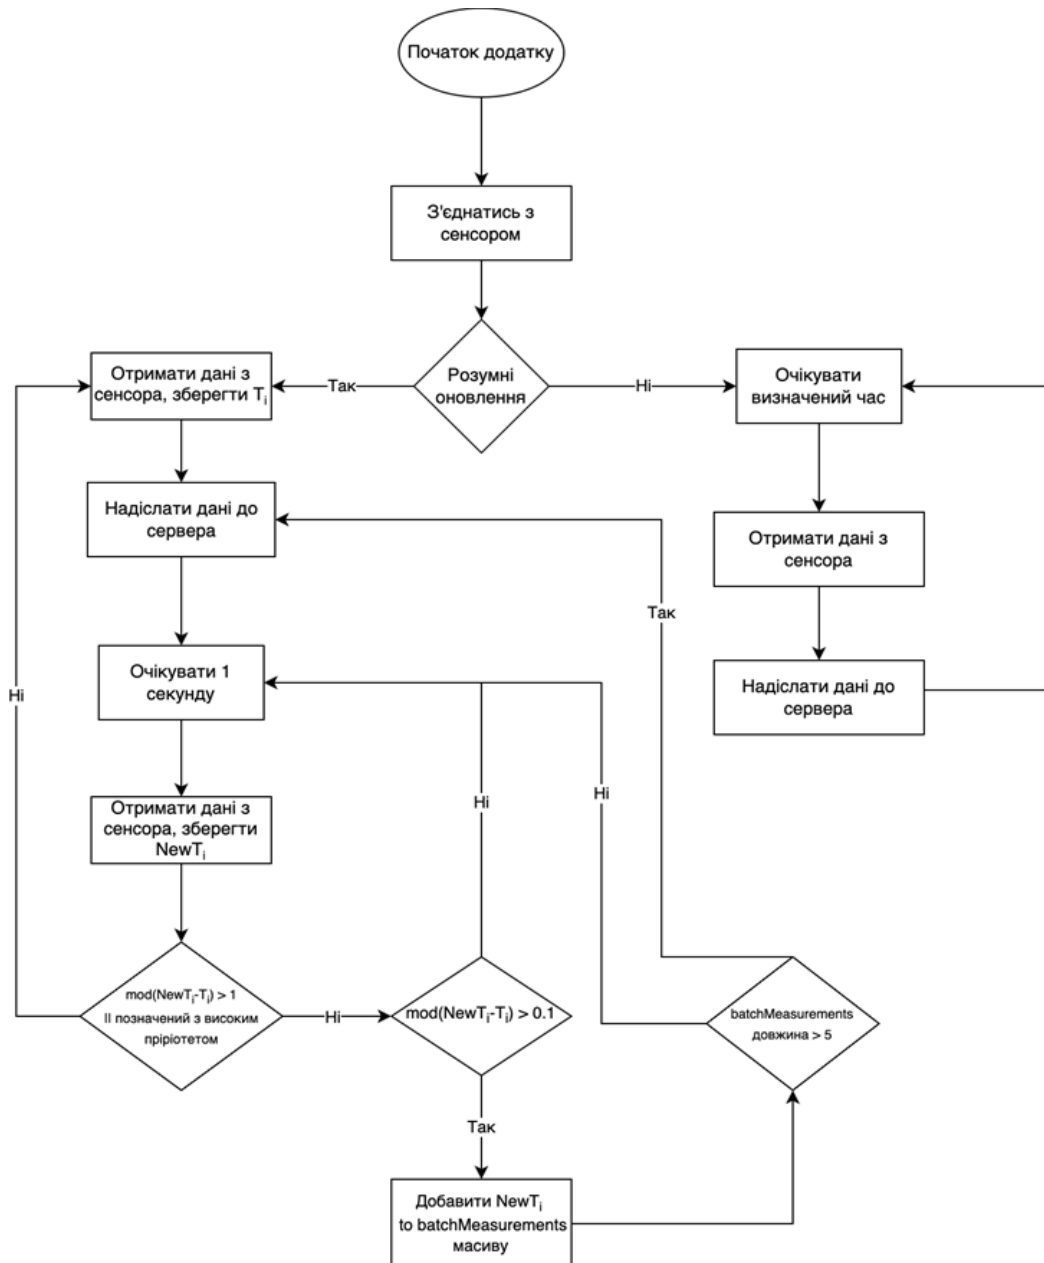 Початок додатку
З'єднатись з
сенсором
Розумні
оновлення
Так
Ні
Отримати дані з
сенсора, зберегти Ti
Очікувати
визначений час
Надіслати дані до
сервера
Отримати дані з
сенсора
Так
Очікувати 1
секунду
Надіслати дані до
сервера
Ні
Ні
Ні
Отримати дані з
сенсора, зберегти
NewTi
mod(NewTi-Ti) > 1
II позначений з високим
пріріотетом
Ні
mod(NewTi-Ti) > 0.1
batchMeasurements
довжина > 5
Так
Добавити NewTi
to batchMeasurements
масиву